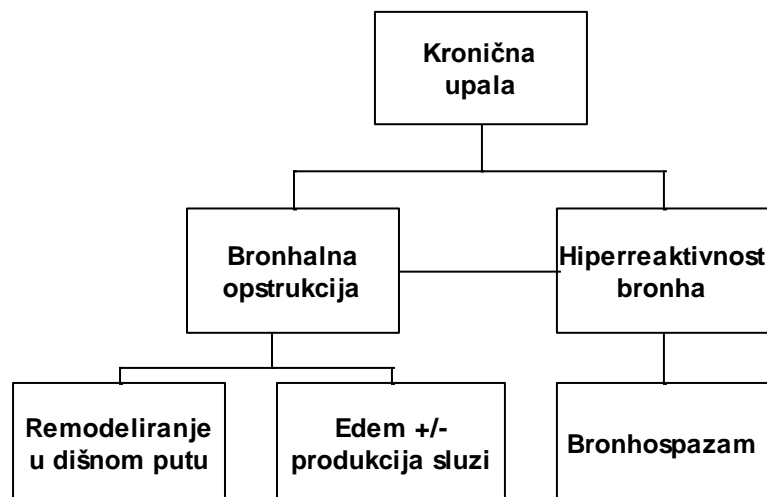 Kronična
upala
Bronhalna
opstrukcija
Hiperreaktivnost
bronha
Remodeliranje
u dišnom putu
Edem +/-
produkcija sluzi
Bronhospazam